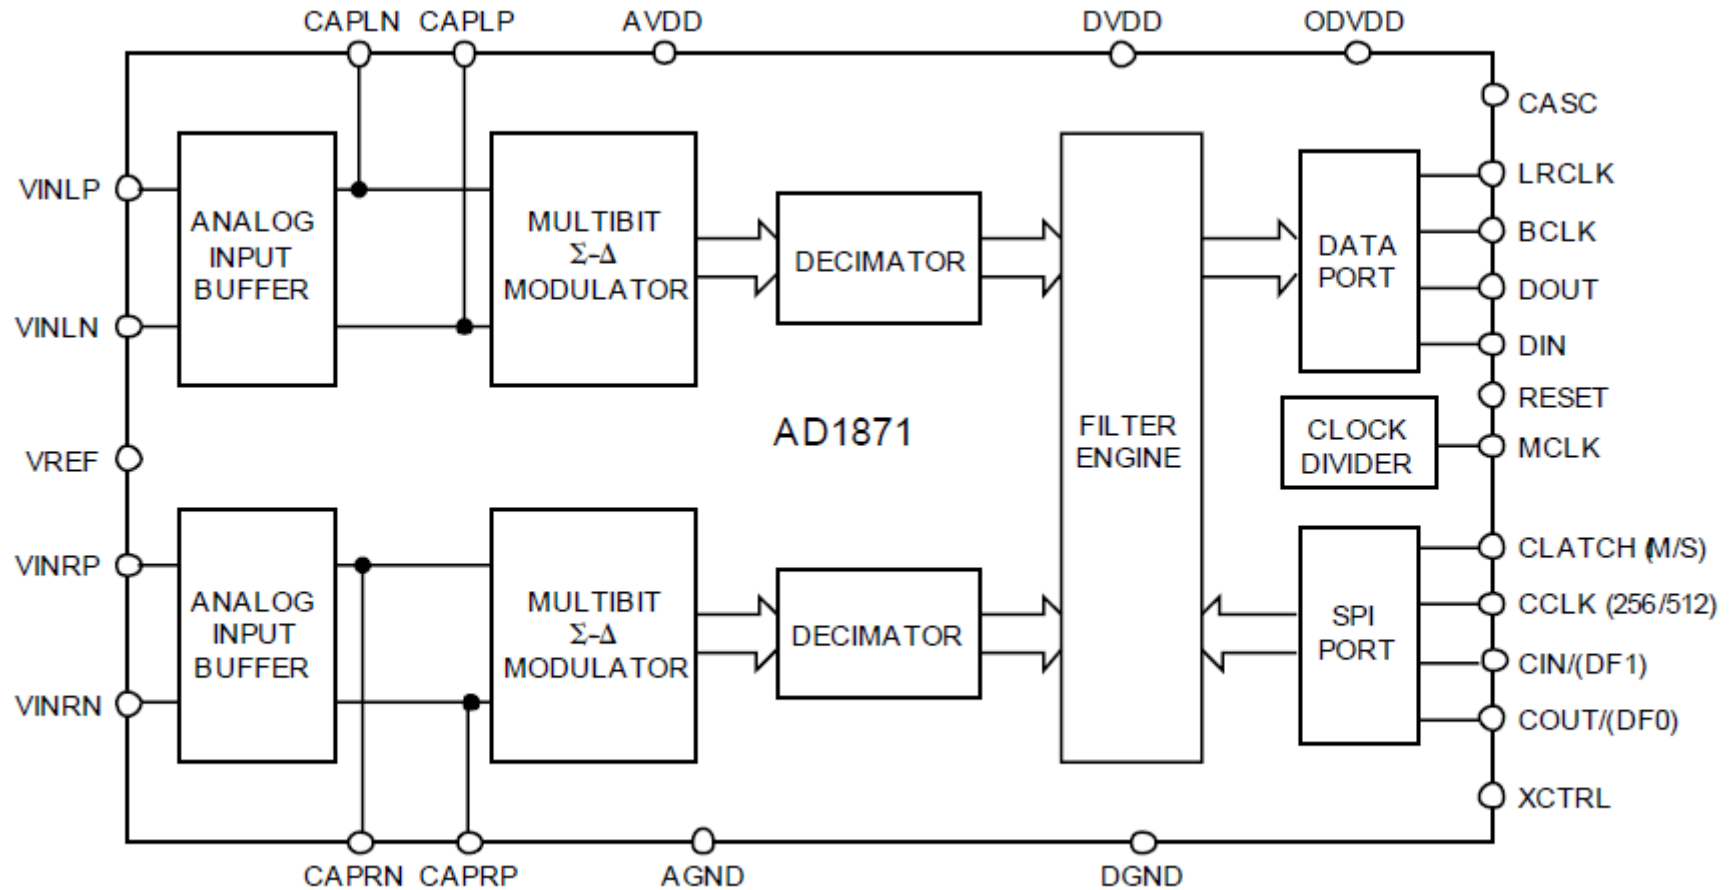 CAPLN CAPLP AVDD DVDD ODVDD
CASC
VINLP
ANALOG
INPUT
BUFFER
MULTIBIT
Σ-Δ
MODULATOR
DECIMATOR
DATA
PORT
LRCLK
BCLK
DOUT
VINLN
DIN
RESET
AD1871
FILTER
ENGINE
CLOCK
DIVIDER
MCLK
VREF
VINRP
ANALOG
INPUT
BUFFER
MULTIBIT
Σ-Δ
MODULATOR
DECIMATOR
SPI
PORT
CLATCH (M/S)
CCLK (256/512)
CIN/(DF1)
VINRN
COUT/(DF0)
XCTRL
CAPRN CAPRP AGND DGND